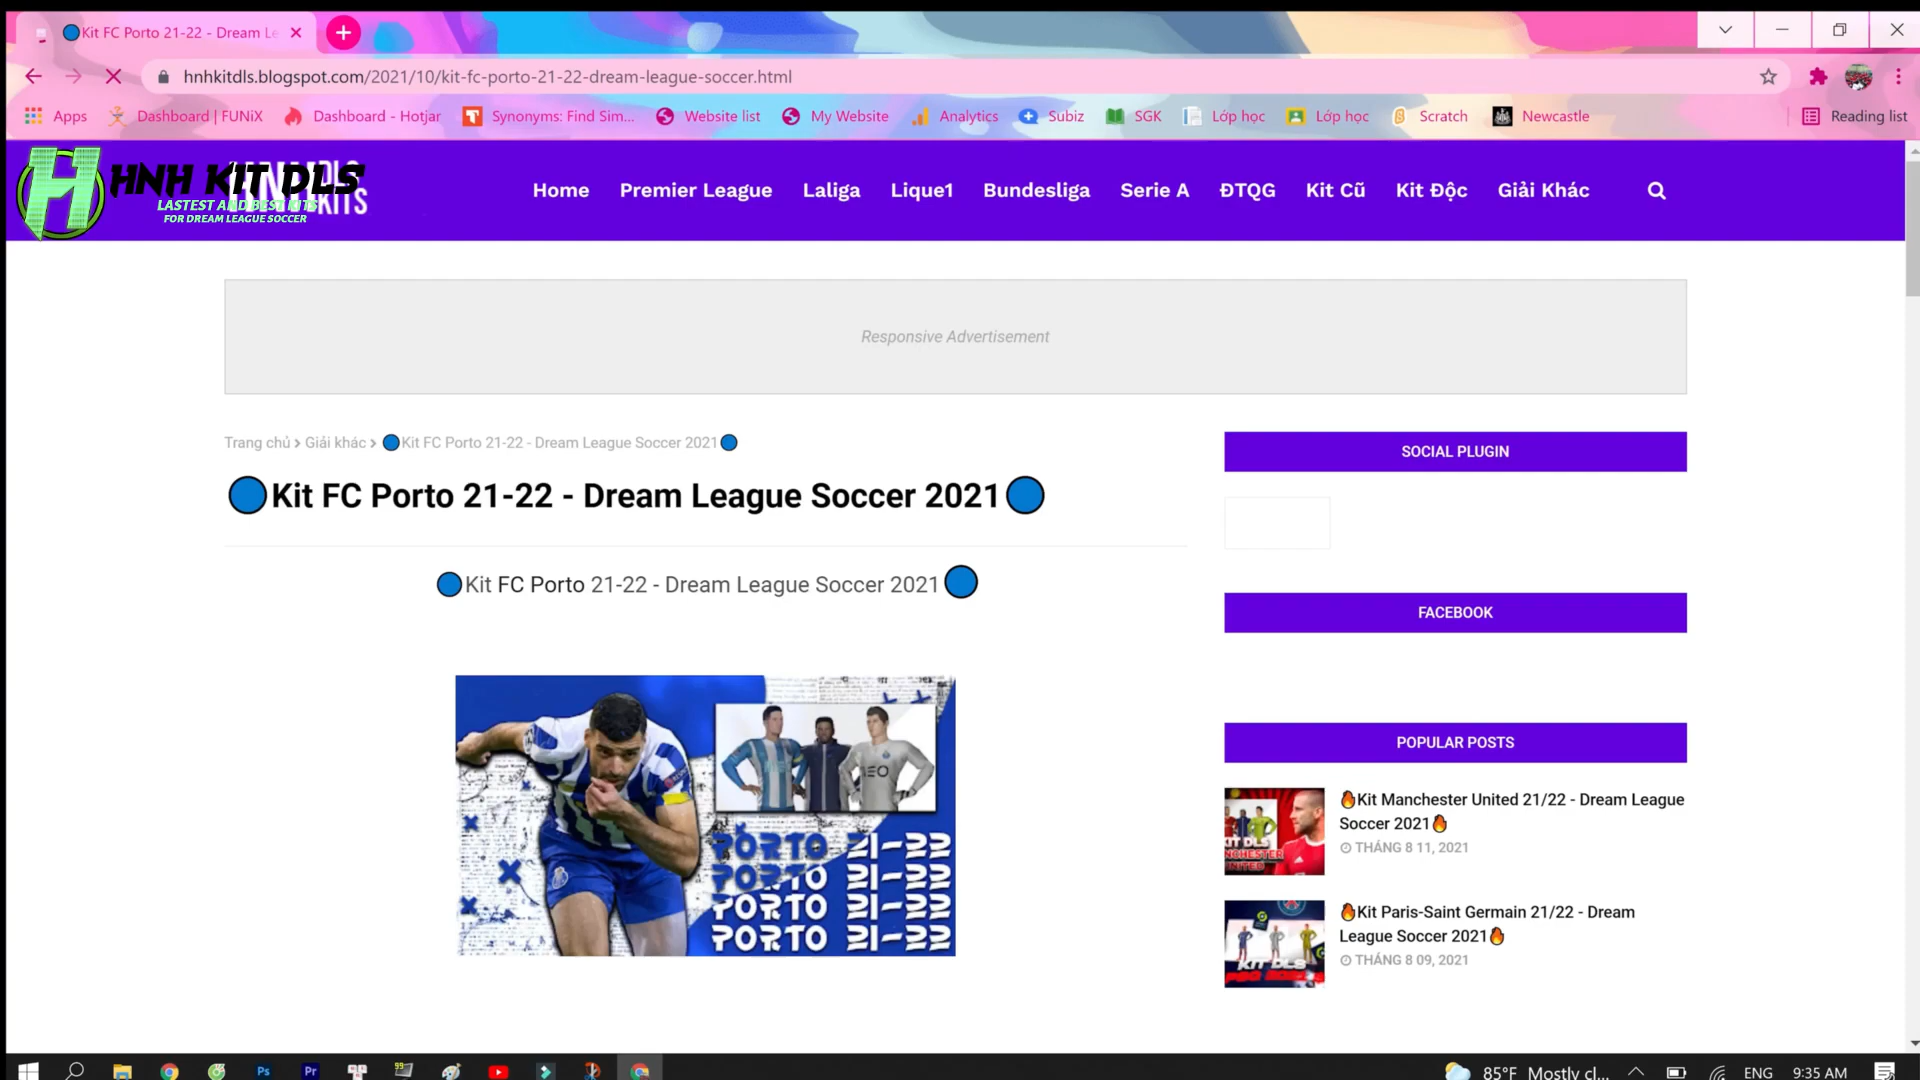 Kit FC Porto 21-22 - Dream Le
hnhkitdls.blogspot.com/2021/10/kit-fc-porto-21-22-dream-league-soccer.html
Apps Dashboard | FUNiX Dashboard - Hotjar Synonyms: Find Sim... Website list My Website Analytics Subiz SGK Lớp học Lớp học Scratch Newcastle Reading list
HNH KIT DLS
LASTEST AND BEST KITS
FOR DREAM LEAGUE SOCCER
Home Premier League Laliga Lique1 Bundesliga Serie A ĐTQG Kit Cũ Kit Độc Giải Khác
Responsive Advertisement
Trang chủ > Giải khác > 🔵Kit FC Porto 21-22 - Dream League Soccer 2021🔵
🔵Kit FC Porto 21-22 - Dream League Soccer 2021🔵
🔵Kit FC Porto 21-22 - Dream League Soccer 2021🔵
PORTO 21-22
PORTO 21-22
PORTO 21-22
PORTO 21-22
SOCIAL PLUGIN
FACEBOOK
POPULAR POSTS
🔥Kit Manchester United 21/22 - Dream League
Soccer 2021🔥
THÁNG 8 11, 2021
🔥Kit Paris-Saint Germain 21/22 - Dream
League Soccer 2021🔥
THÁNG 8 09, 2021
KIT DLS
Ps Pr 99 85°F Mostly cl... ENG 9:35 AM